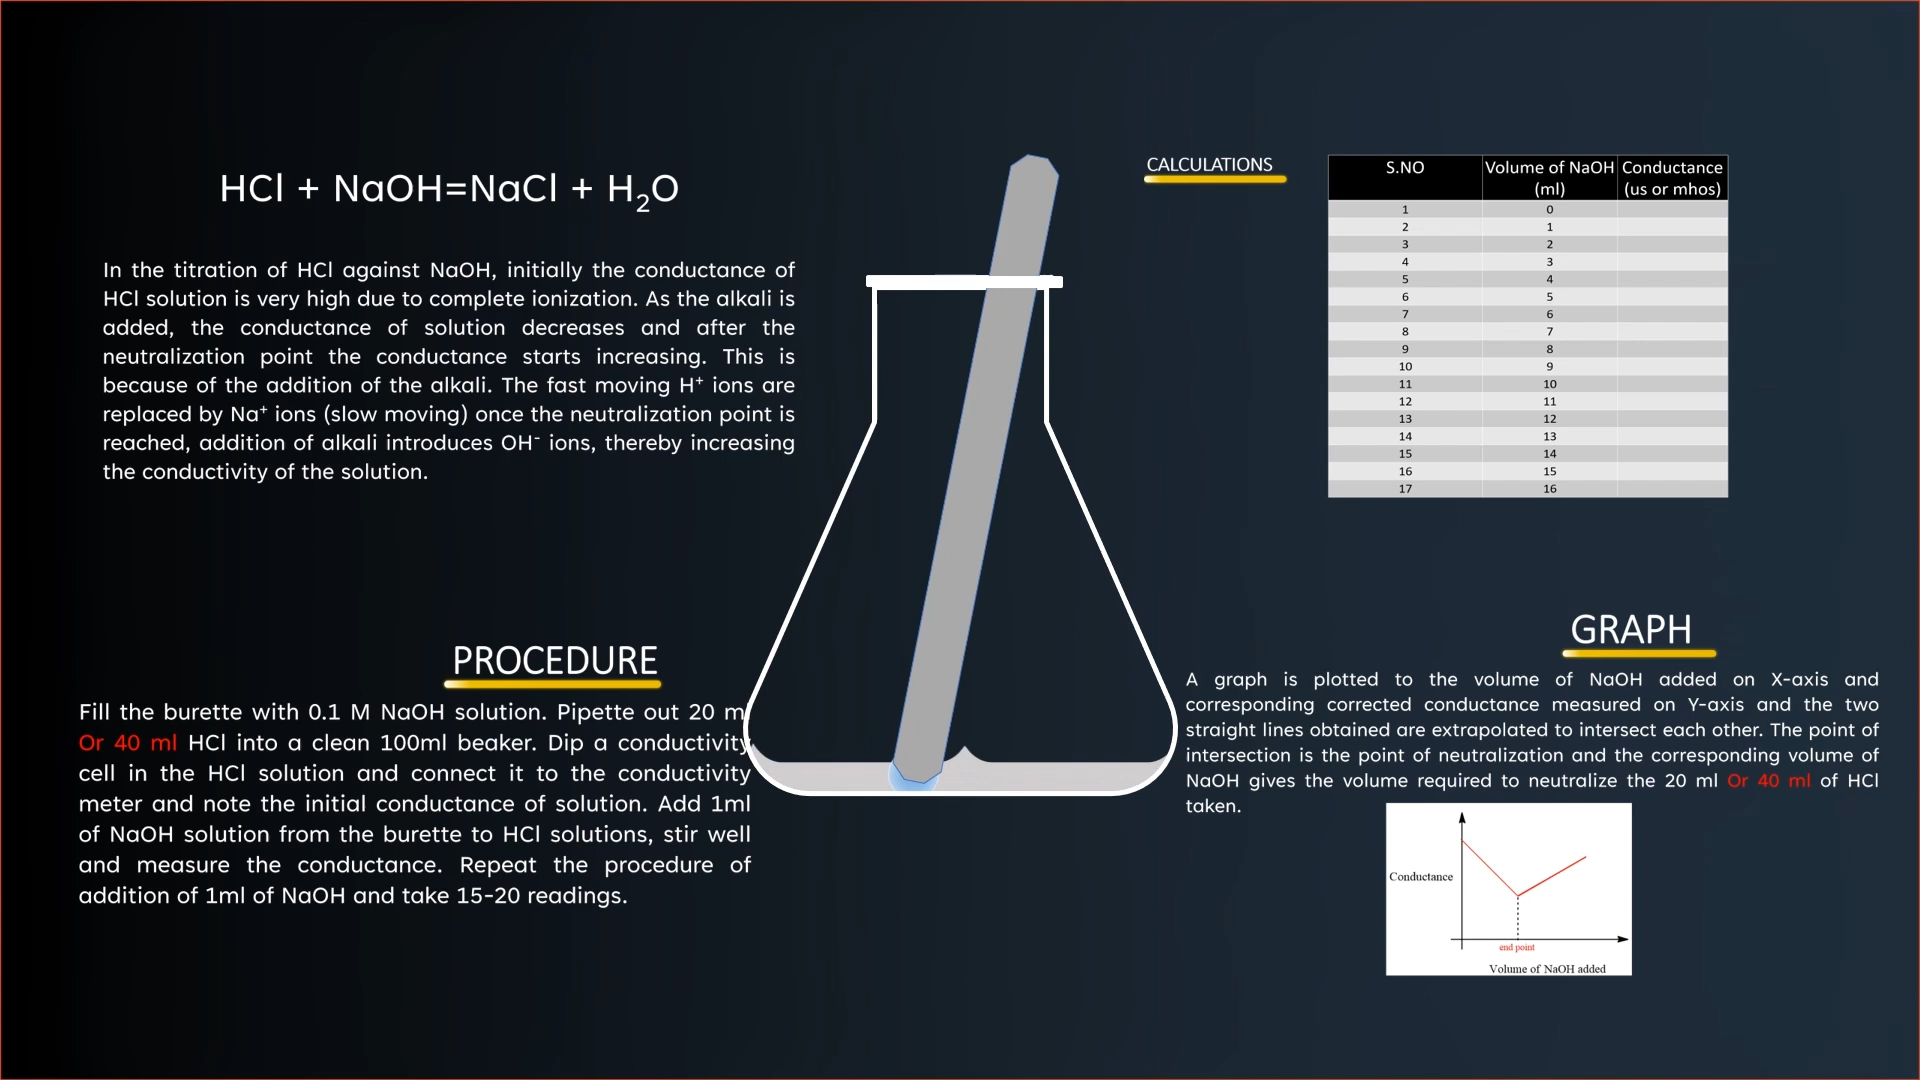 HCl + NaOH=NaCl + H₂O
In the titration of HCl against NaOH, initially the conductance of
HCl solution is very high due to complete ionization. As the alkali is
added, the conductance of solution decreases and after the
neutralization point the conductance starts increasing. This is
because of the addition of the alkali. The fast moving H⁺ ions are
replaced by Na⁺ ions (slow moving) once the neutralization point is
reached, addition of alkali introduces OH⁻ ions, thereby increasing
the conductivity of the solution.
PROCEDURE
Fill the burette with 0.1 M NaOH solution. Pipette out 20 ml
Or 40 ml HCl into a clean 100ml beaker. Dip a conductivity
cell in the HCl solution and connect it to the conductivity
meter and note the initial conductance of solution. Add 1ml
of NaOH solution from the burette to HCl solutions, stir well
and measure the conductance. Repeat the procedure of
addition of 1ml of NaOH and take 15-20 readings.
CALCULATIONS
S.NO Volume of NaOH (ml) Conductance (us or mhos)
1 0
2 1
3 2
4 3
5 4
6 5
7 6
8 7
9 8
10 9
11 10
12 11
13 12
14 13
15 14
16 15
17 16
GRAPH
A graph is plotted to the volume of NaOH added on X-axis and
corresponding corrected conductance measured on Y-axis and the two
straight lines obtained are extrapolated to intersect each other. The point of
intersection is the point of neutralization and the corresponding volume of
NaOH gives the volume required to neutralize the 20 ml Or 40 ml of HCl
taken.
Conductance
end point
Volume of NaOH added